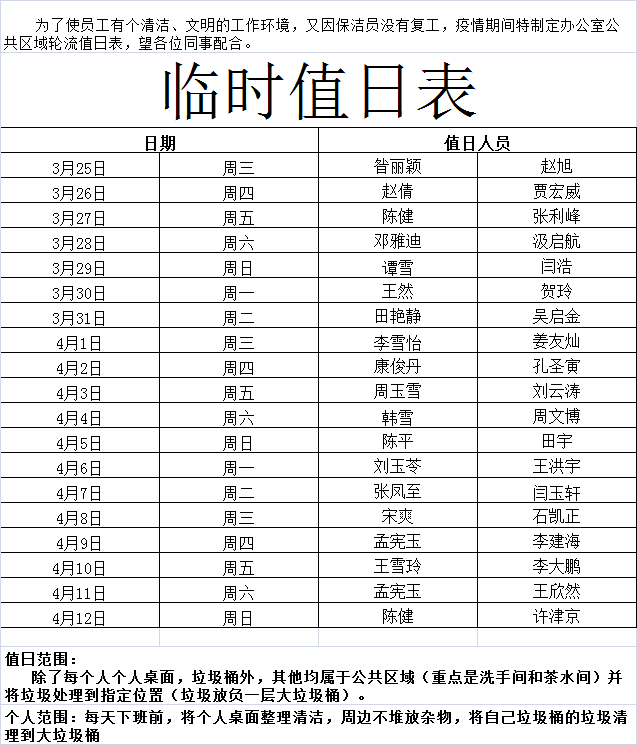 为了使员工有个清洁、文明的工作环境，又因保洁员没有复工，疫情期间特制定办公室公
共区域轮流值日表，望各位同事配合。
临时值日表
日期 值日人员
3月25日 周三 昝丽颖 赵旭
3月26日 周四 赵倩 贾宏威
3月27日 周五 陈健 张利峰
3月28日 周六 邓雅迪 汲启航
3月29日 周日 谭雪 闫浩
3月30日 周一 王然 贺玲
3月31日 周二 田艳静 吴启金
4月1日 周三 李雪怡 姜友灿
4月2日 周四 康俊丹 孔圣寅
4月3日 周五 周玉雪 刘云涛
4月4日 周六 韩雪 周文博
4月5日 周日 陈平 田宇
4月6日 周一 刘玉苓 王洪宇
4月7日 周二 张凤至 闫玉轩
4月8日 周三 宋爽 石凯正
4月9日 周四 孟宪玉 李建海
4月10日 周五 王雪玲 李大鹏
4月11日 周六 孟宪玉 王欣然
4月12日 周日 陈健 许津京
值日范围：
除了每个人个人桌面，垃圾桶外，其他均属于公共区域（重点是洗手间和茶水间）并
将垃圾处理到指定位置（垃圾放负一层大垃圾桶）。
个人范围：每天下班前，将个人桌面整理清洁，周边不堆放杂物，将自己垃圾桶的垃圾清
理到大垃圾桶